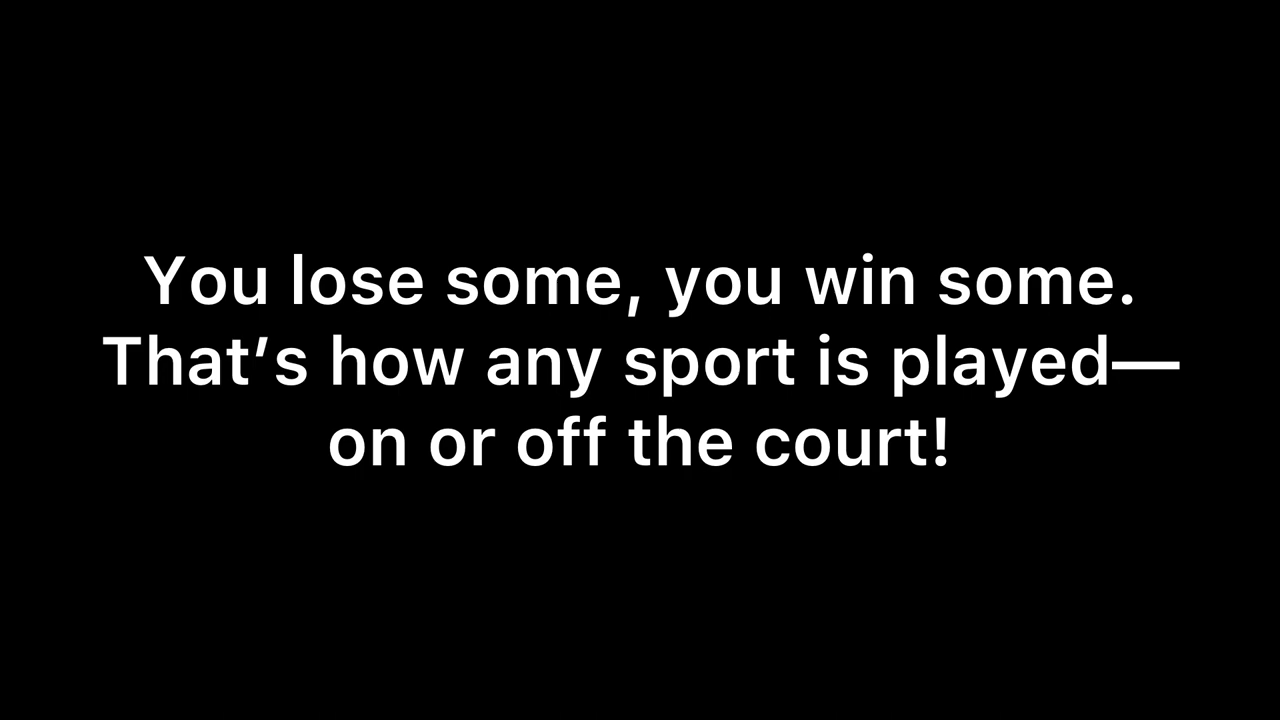 You lose some, you win some.
That’s how any sport is played—
on or off the court!